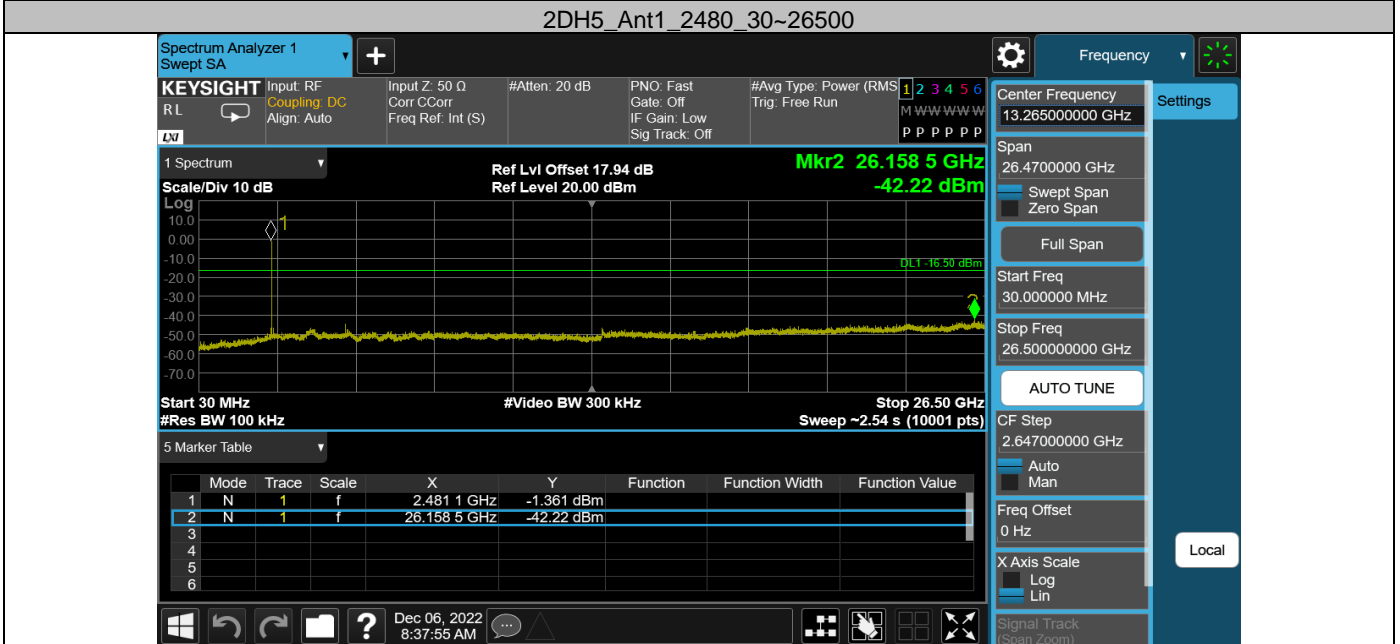 2DH5_Ant1_2480_30~26500
Spectrum Analyzer 1
Swept SA
Frequency
KEYSIGHT
R L
LXI
Input: RF
Coupling: DC
Align: Auto
Input Z: 50 Ω
Corr CCorr
Freq Ref: Int (S)
#Atten: 20 dB
PNO: Fast
Gate: Off
IF Gain: Low
Sig Track: Off
#Avg Type: Power (RMS
Trig: Free Run
1 2 3 4 5 6
M W W W W W
P P P P P P
1 Spectrum
Scale/Div 10 dB
Ref Lvl Offset 17.94 dB
Ref Level 20.00 dBm
Mkr2 26.158 5 GHz
-42.22 dBm
Log
10.0
0.00
-10.0
-20.0
-30.0
-40.0
-50.0
-60.0
-70.0
1
DL1 -16.50 dBm
2
Start 30 MHz
#Video BW 300 kHz
Stop 26.50 GHz
#Res BW 100 kHz
Sweep ~2.54 s (10001 pts)
5 Marker Table
Mode Trace Scale X Y Function Function Width Function Value
1 N 1 f 2.481 1 GHz -1.361 dBm
2 N 1 f 26.158 5 GHz -42.22 dBm
3
4
5
6
Dec 06, 2022
8:37:55 AM
Center Frequency
13.265000000 GHz
Settings
Span
26.4700000 GHz
Swept Span
Zero Span
Full Span
Start Freq
30.000000 MHz
Stop Freq
26.500000000 GHz
AUTO TUNE
CF Step
2.647000000 GHz
Auto
Man
Freq Offset
0 Hz
X Axis Scale
Log
Lin
Local
Signal Track
(Span Zoom)